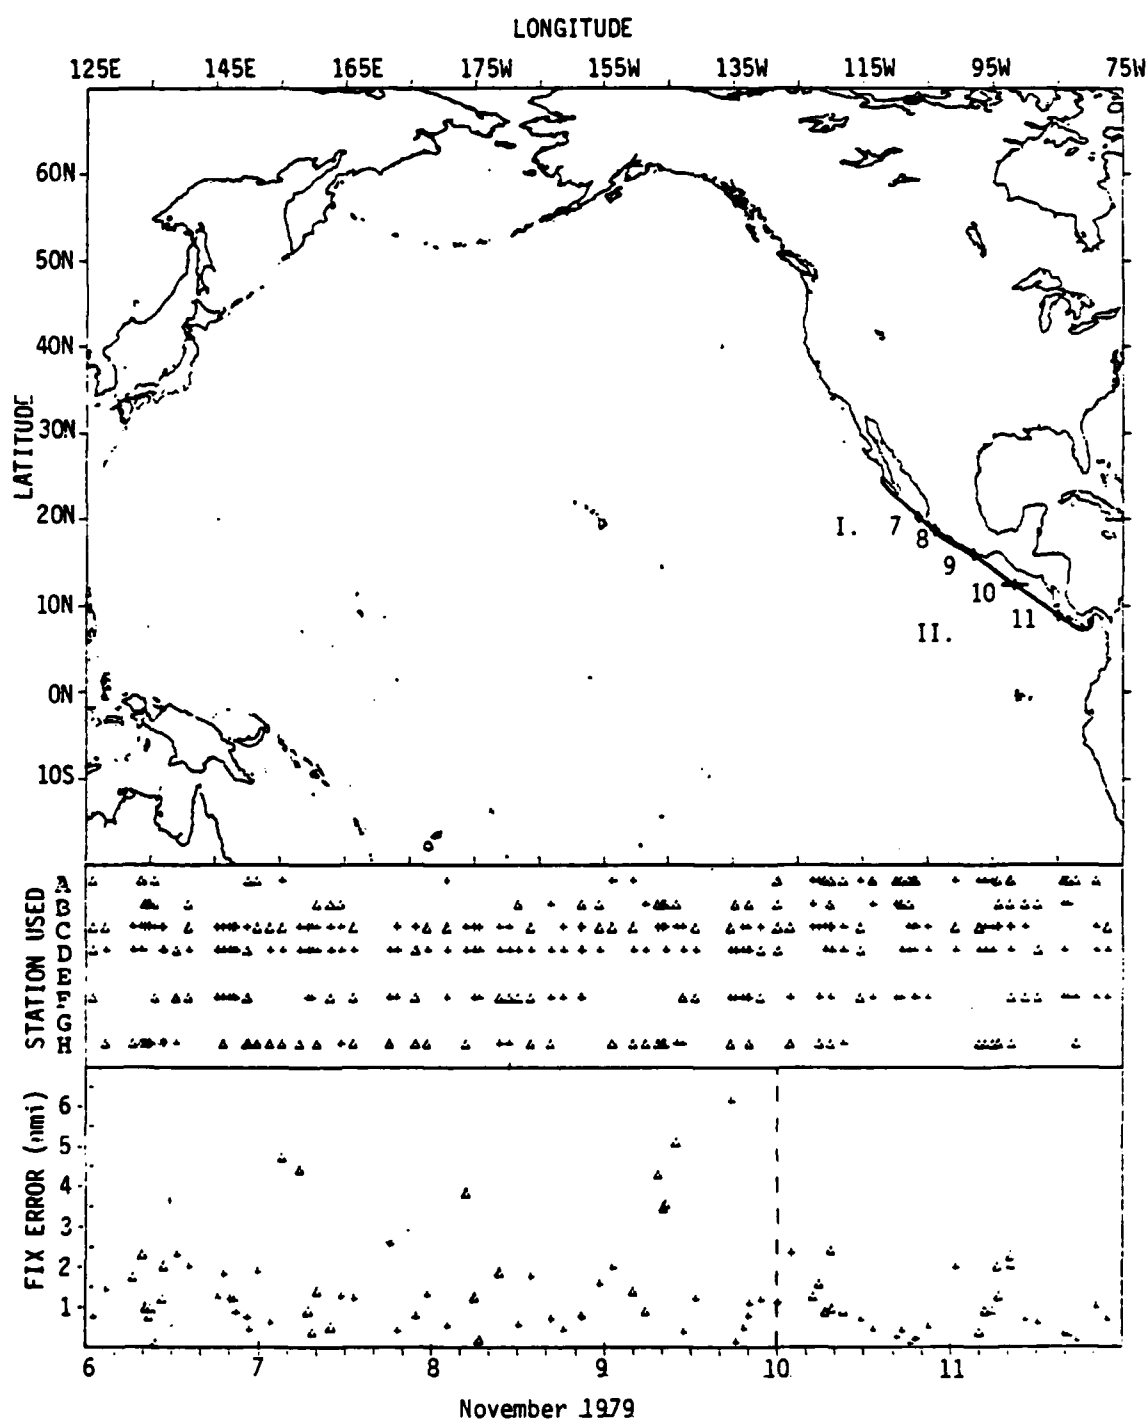 LONGITUDE
125E 145E 165E 175W 155W 135W 115W 95W 75W
LATITUDE
60N
50N
40N
30N
20N
10N
0N
10S
I. 7
8
9
10
11
II.
STATION USED
A
B
C
D
E
F
G
H
FIX ERROR (nmi)
6
5
4
3
2
1
6 7 8 9 10 11
November 1979